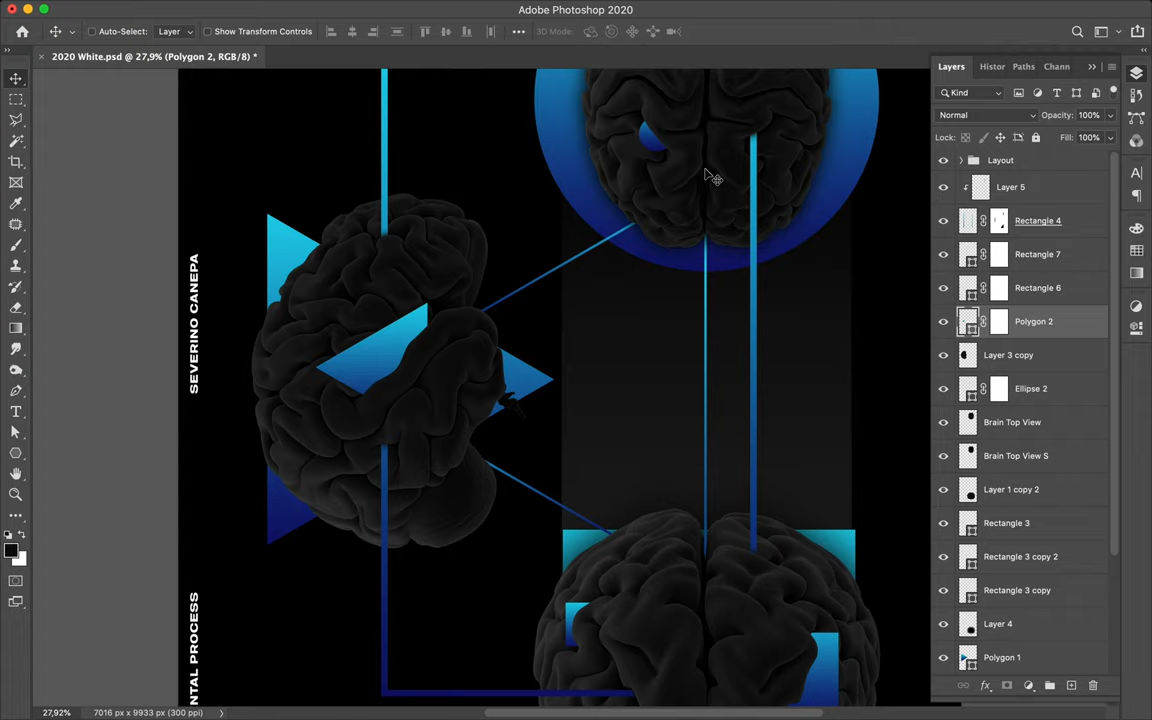 Adobe Photoshop 2020
Auto-Select:
Layer
Show Transform Controls
3D Mode:
2020 White.psd @ 27,9% (Polygon 2, RGB/8) *
Layers
Histor
Paths
Chann
Kind
Normal
Opacity: 100%
Lock:
Fill: 100%
Layout
Layer 5
Rectangle 4
Rectangle 7
Rectangle 6
Polygon 2
Layer 3 copy
Ellipse 2
Brain Top View
Brain Top View S
Layer 1 copy 2
Rectangle 3
Rectangle 3 copy 2
Rectangle 3 copy
Layer 4
Polygon 1
SEVERINO CANEPA
NTAL PROCESS
27,92%
7016 px x 9933 px (300 ppi)